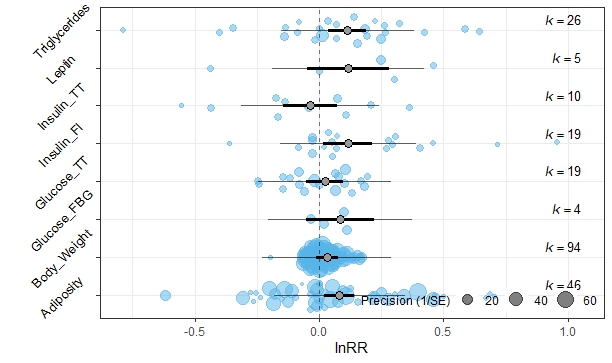 Triglycerides
k = 26
Leptin
k = 5
Insulin_TT
k = 10
Insulin_FI
k = 19
Glucose_TT
k = 19
Glucose_FBG
k = 4
Body_Weight
k = 94
Adiposity
k = 46
Precision (1/SE) 20 40 60
-0.5 0.0 0.5 1.0
lnRR